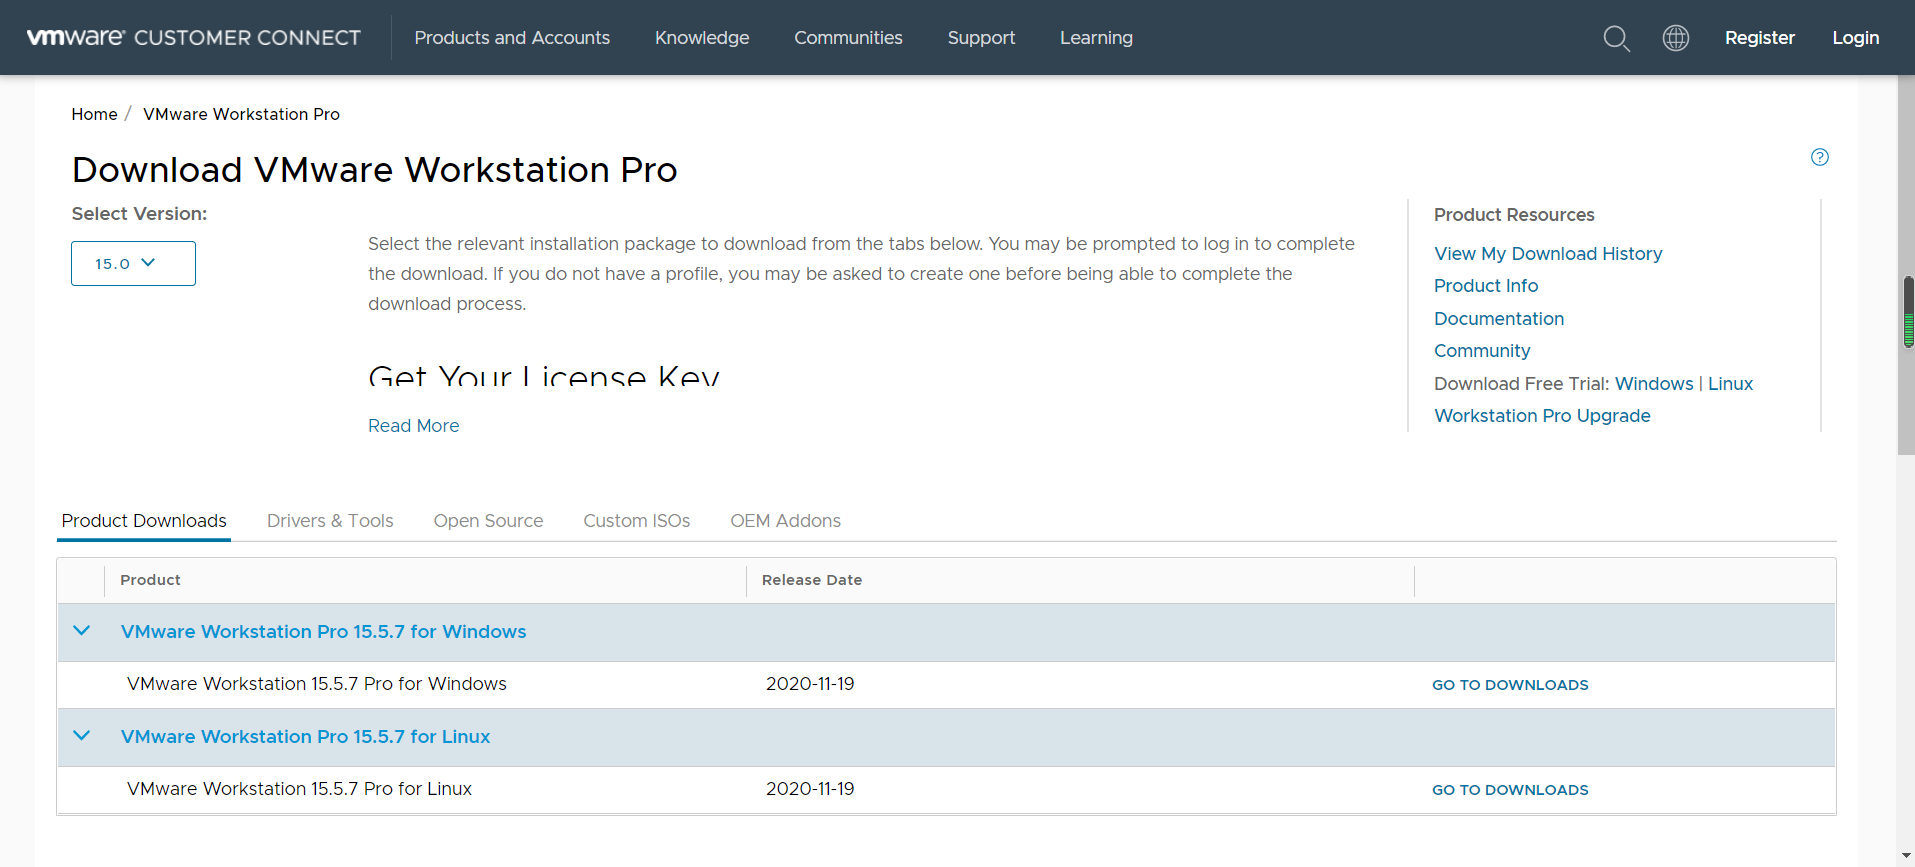 vmware® CUSTOMER CONNECT Products and Accounts Knowledge Communities Support Learning Register Login
Home / VMware Workstation Pro
Download VMware Workstation Pro
Select Version:
15.0
Select the relevant installation package to download from the tabs below. You may be prompted to log in to complete
the download. If you do not have a profile, you may be asked to create one before being able to complete the
download process.
Get Your License Key
Read More
Product Resources
View My Download History
Product Info
Documentation
Community
Download Free Trial: Windows | Linux
Workstation Pro Upgrade
Product Downloads Drivers & Tools Open Source Custom ISOs OEM Addons
Product Release Date
VMware Workstation Pro 15.5.7 for Windows
VMware Workstation 15.5.7 Pro for Windows 2020-11-19 GO TO DOWNLOADS
VMware Workstation Pro 15.5.7 for Linux
VMware Workstation 15.5.7 Pro for Linux 2020-11-19 GO TO DOWNLOADS